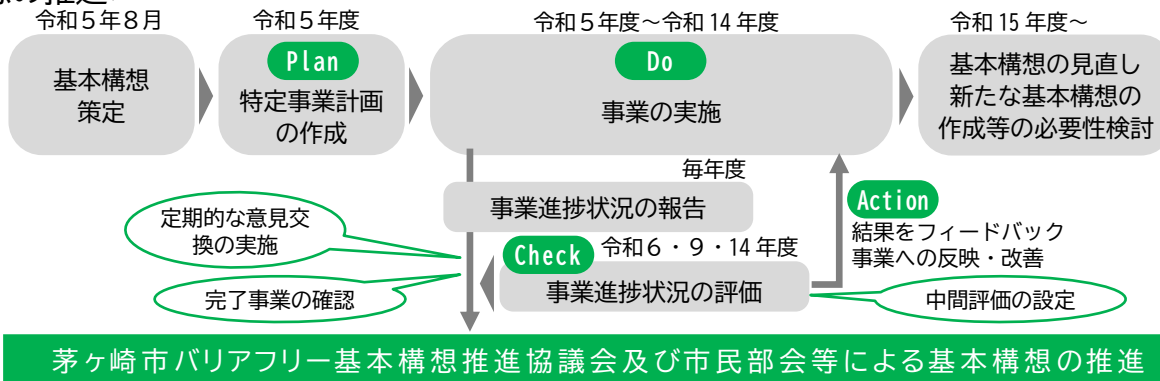 の推進
令和5年8月
令和5年度
令和5年度～令和14年度
令和15年度～
基本構想
策定
Plan
特定事業計画
の作成
Do
事業の実施
基本構想の見直し
新たな基本構想の
作成等の必要性検討
毎年度
事業進捗状況の報告
定期的な意見交
換の実施
Check
令和6・9・14年度
事業進捗状況の評価
完了事業の確認
Action
結果をフィードバック
事業への反映・改善
中間評価の設定
茅ヶ崎市バリアフリー基本構想推進協議会及び市民部会等による基本構想の推進